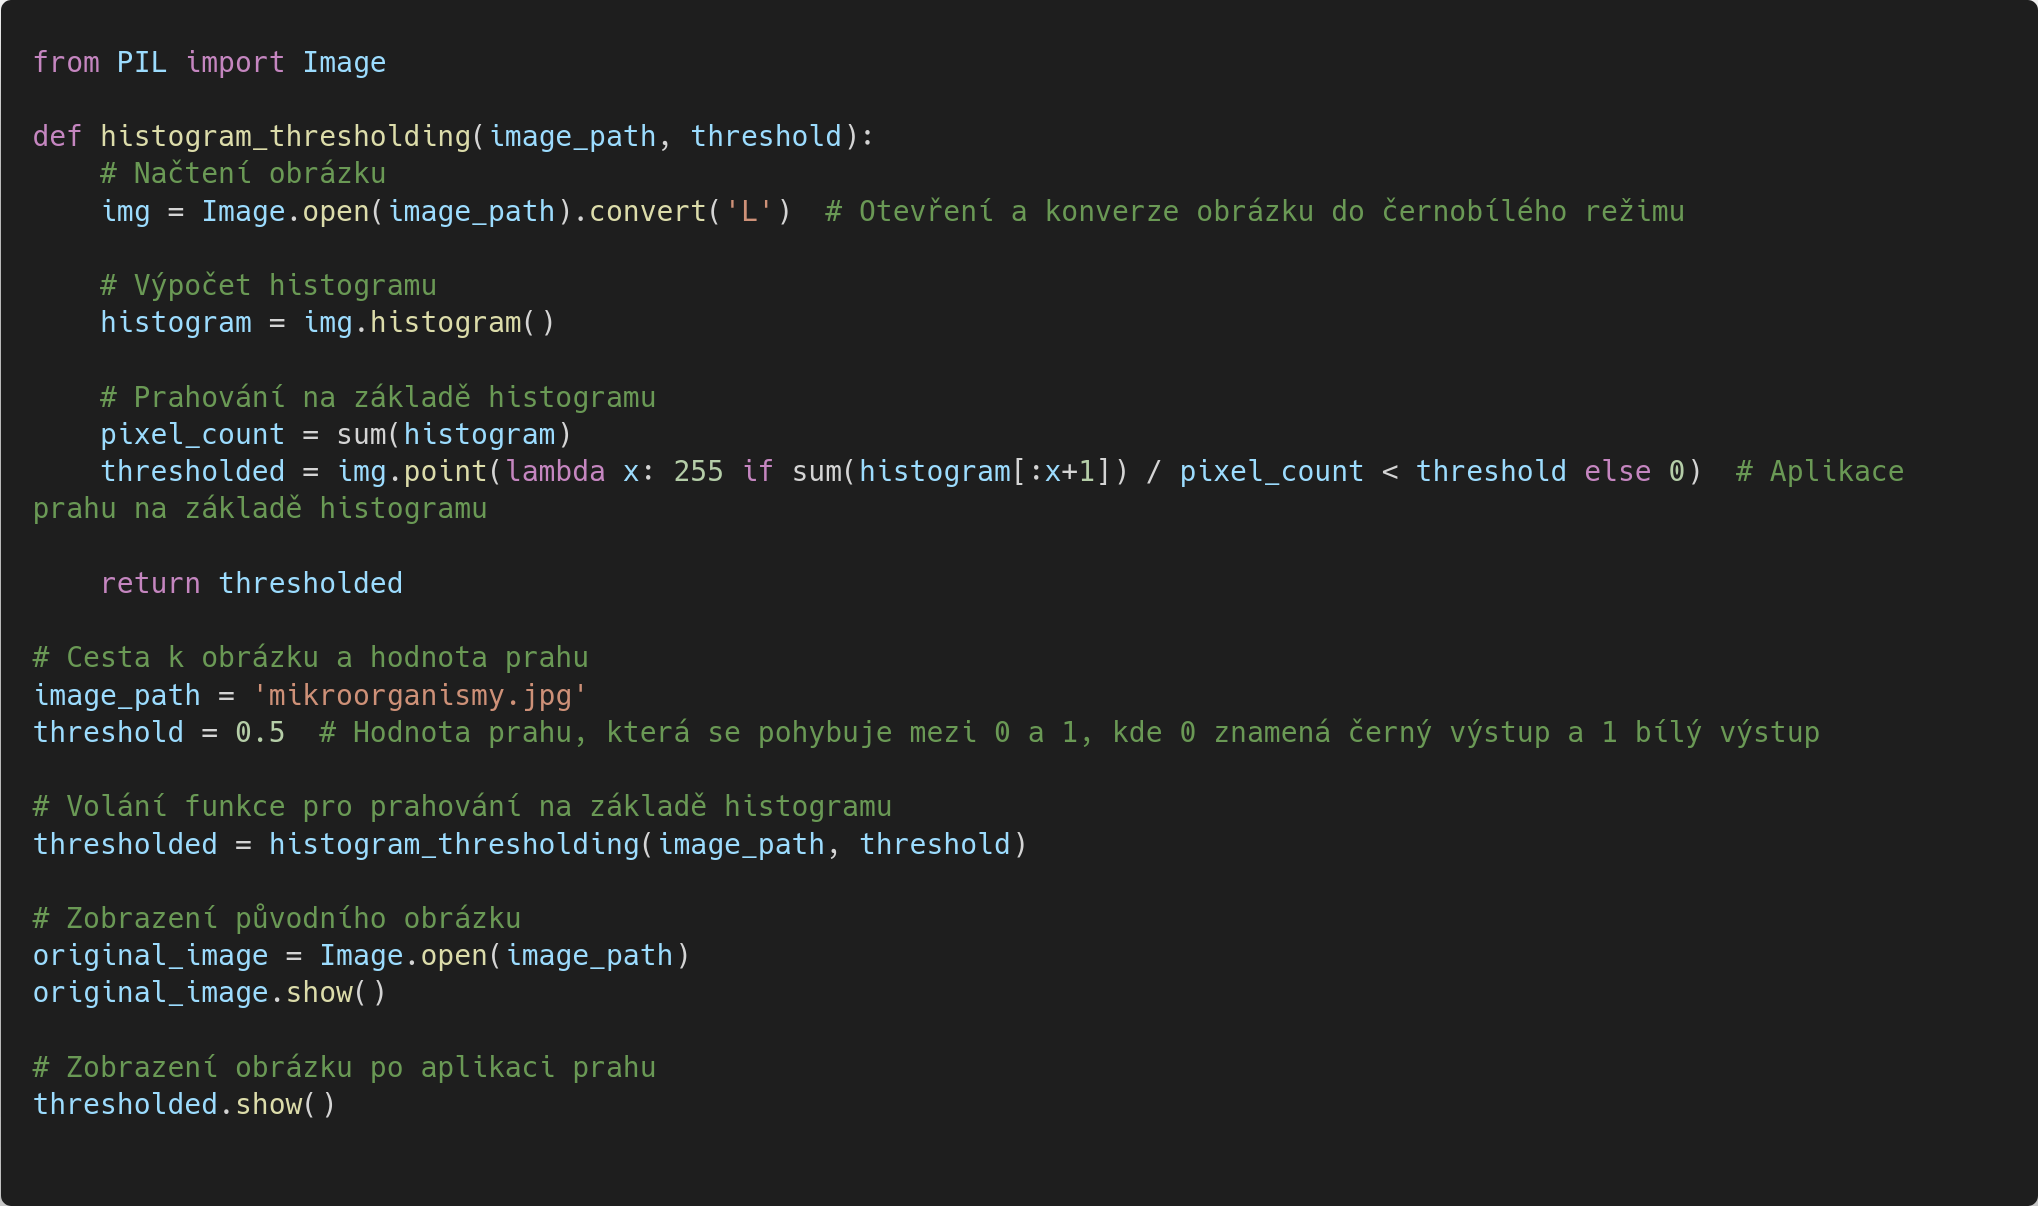 from PIL import Image
def histogram_thresholding(image_path, threshold):
    # Načtení obrázku
    img = Image.open(image_path).convert('L')  # Otevření a konverze obrázku do černobílého režimu
    # Výpočet histogramu
    histogram = img.histogram()
    # Prahování na základě histogramu
    pixel_count = sum(histogram)
    thresholded = img.point(lambda x: 255 if sum(histogram[:x+1]) / pixel_count < threshold else 0)  # Aplikace
prahu na základě histogramu
    return thresholded
# Cesta k obrázku a hodnota prahu
image_path = 'mikroorganismy.jpg'
threshold = 0.5  # Hodnota prahu, která se pohybuje mezi 0 a 1, kde 0 znamená černý výstup a 1 bílý výstup
# Volání funkce pro prahování na základě histogramu
thresholded = histogram_thresholding(image_path, threshold)
# Zobrazení původního obrázku
original_image = Image.open(image_path)
original_image.show()
# Zobrazení obrázku po aplikaci prahu
thresholded.show()